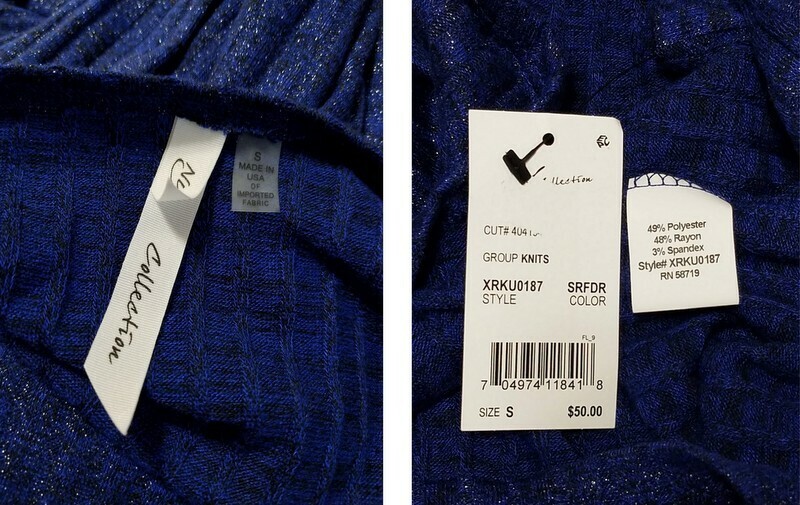 Collection
S
MADE IN
USA
OF
IMPORTED
FABRIC
CUT#
GROUP KNITS
XRKU0187 SRFDR
STYLE COLOR
FL_9
7 04974 11841 8
SIZE S $50.00
49% Polyester
48% Rayon
3% Spandex
Style# XRKU0187
RN 58719